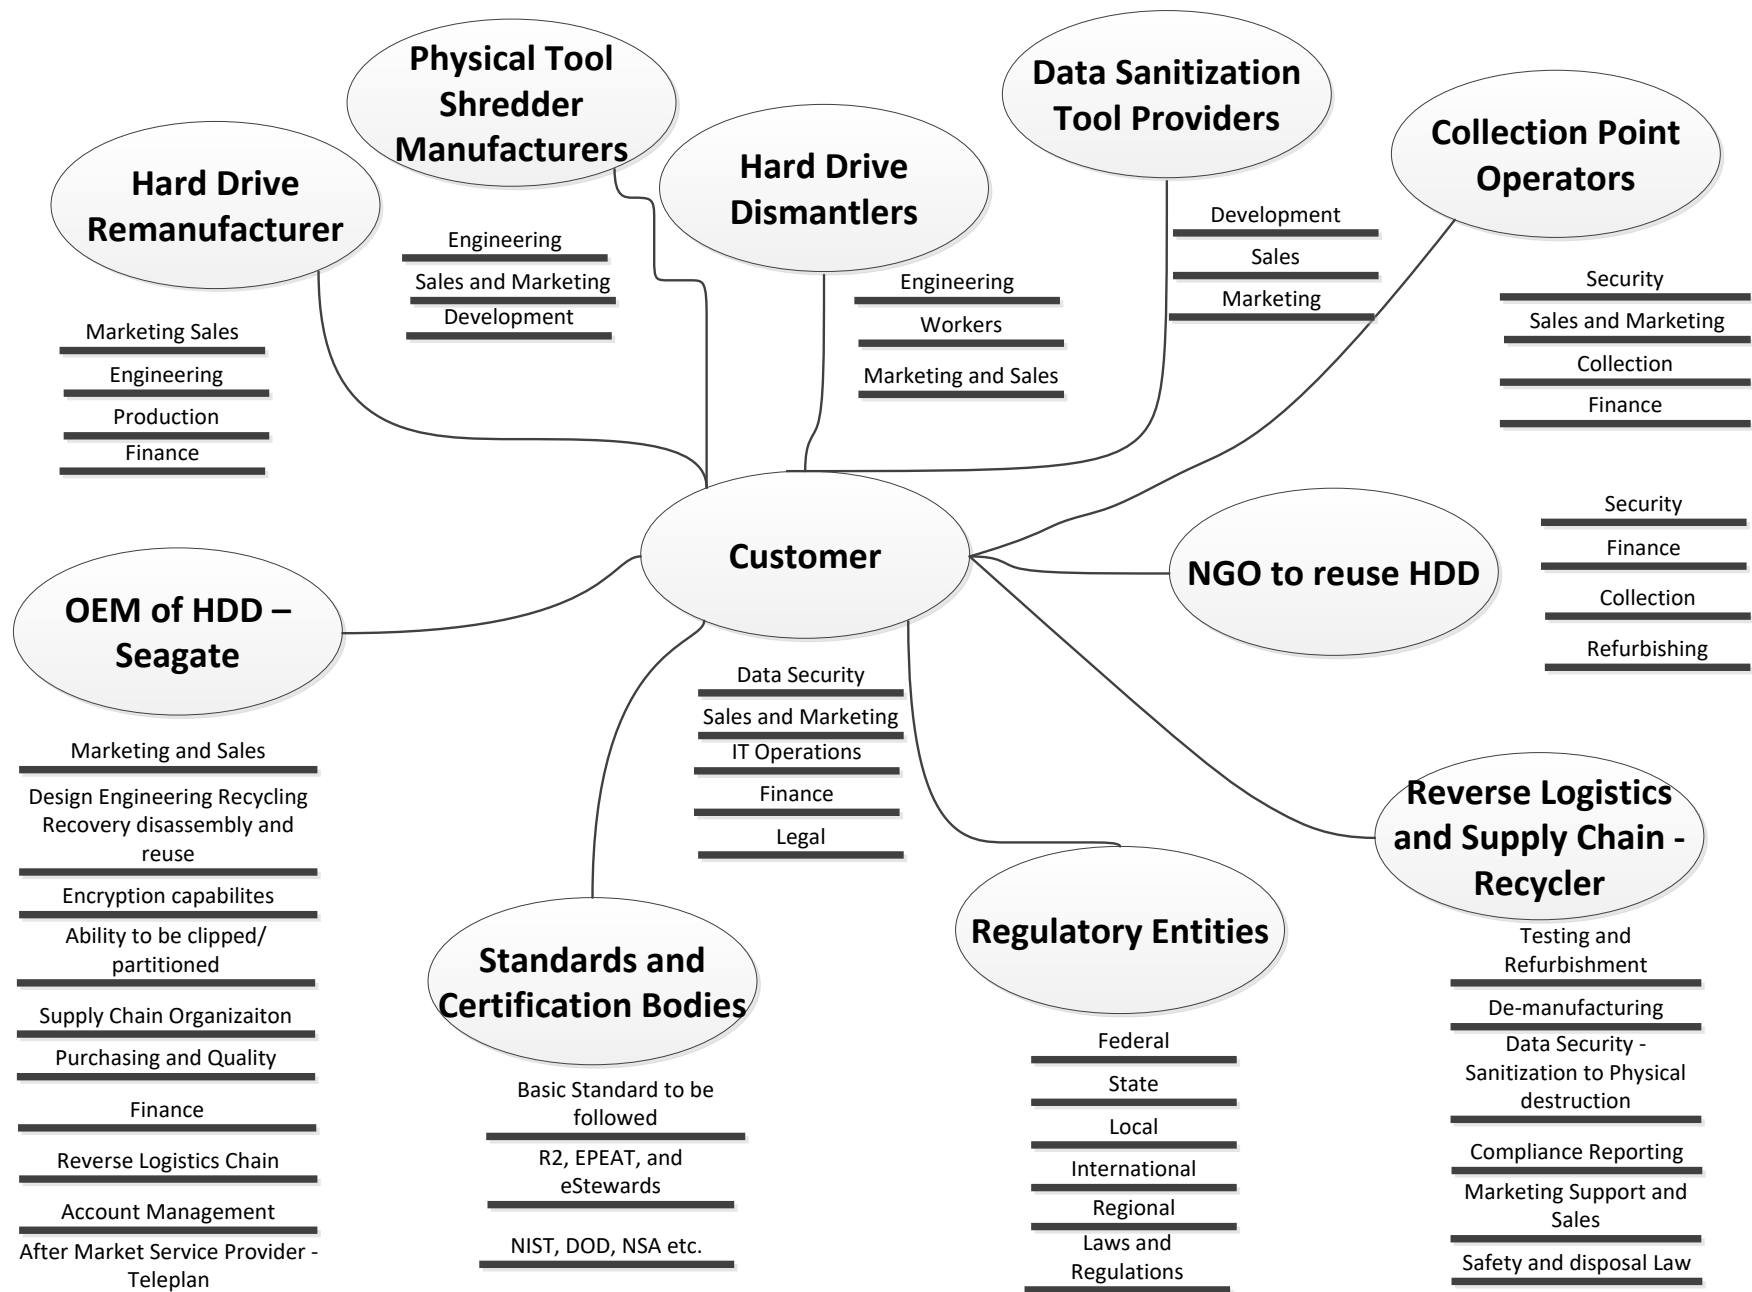 Physical Tool
Shredder
Manufacturers
Data Sanitization
Tool Providers
Collection Point
Operators
Hard Drive
Dismantlers
Hard Drive
Remanufacturer
Engineering
Sales and Marketing
Development
Engineering
Workers
Marketing and Sales
Development
Sales
Marketing
Security
Sales and Marketing
Collection
Finance
Marketing Sales
Engineering
Production
Finance
Customer
NGO to reuse HDD
Security
Finance
Collection
Refurbishing
OEM of HDD –
Seagate
Data Security
Sales and Marketing
IT Operations
Finance
Legal
Marketing and Sales
Design Engineering Recycling
Recovery disassembly and
reuse
Encryption capabilites
Ability to be clipped/
partitioned
Supply Chain Organizaiton
Purchasing and Quality
Finance
Reverse Logistics Chain
Account Management
After Market Service Provider -
Teleplan
Standards and
Certification Bodies
Basic Standard to be
followed
R2, EPEAT, and
eStewards
NIST, DOD, NSA etc.
Regulatory Entities
Federal
State
Local
International
Regional
Laws and
Regulations
Reverse Logistics
and Supply Chain -
Recycler
Testing and
Refurbishment
De-manufacturing
Data Security -
Sanitization to Physical
destruction
Compliance Reporting
Marketing Support and
Sales
Safety and disposal Law